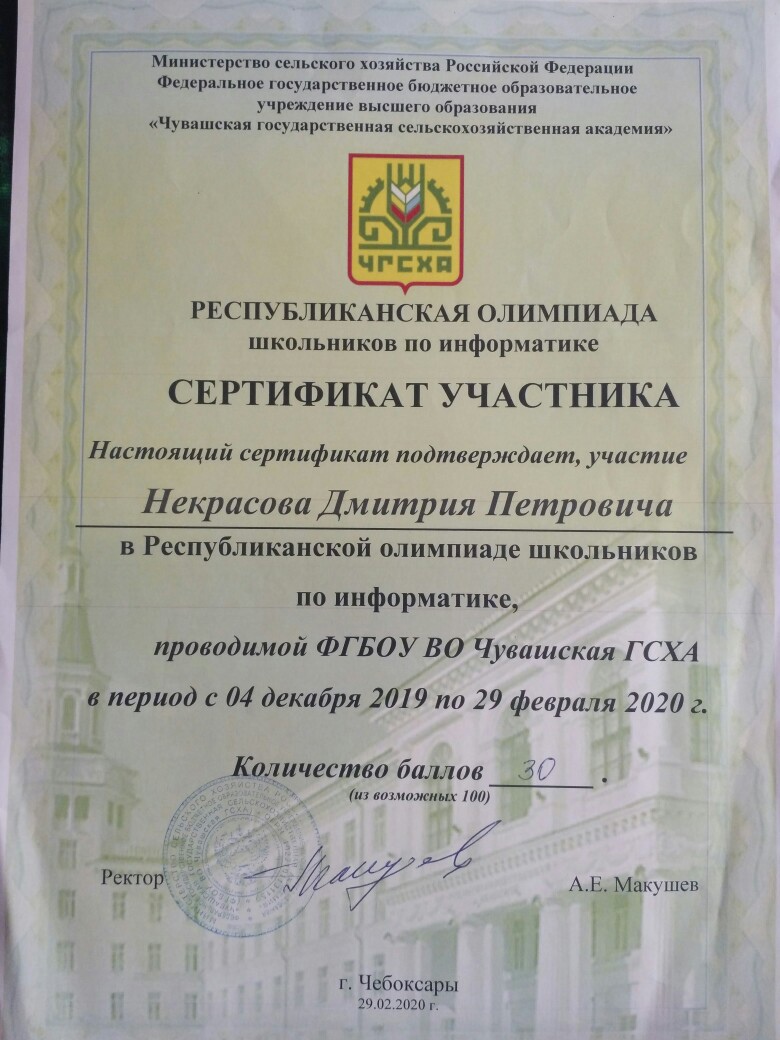 Министерство сельского хозяйства Российской Федерации
Федеральное государственное бюджетное образовательное
учреждение высшего образования
«Чувашская государственная сельскохозяйственная академия»
ЧГСХА
РЕСПУБЛИКАНСКАЯ ОЛИМПИАДА
школьников по информатике
СЕРТИФИКАТ УЧАСТНИКА
Настоящий сертификат подтверждает, участие
Некрасова Дмитрия Петровича
в Республиканской олимпиаде школьников
по информатике,
проводимой ФГБОУ ВО Чувашская ГСХА
в период с 04 декабря 2019 по 29 февраля 2020 г.
Количество баллов 30 .
(из возможных 100)
Ректор
А.Е. Макушев
г. Чебоксары
29.02.2020 г.